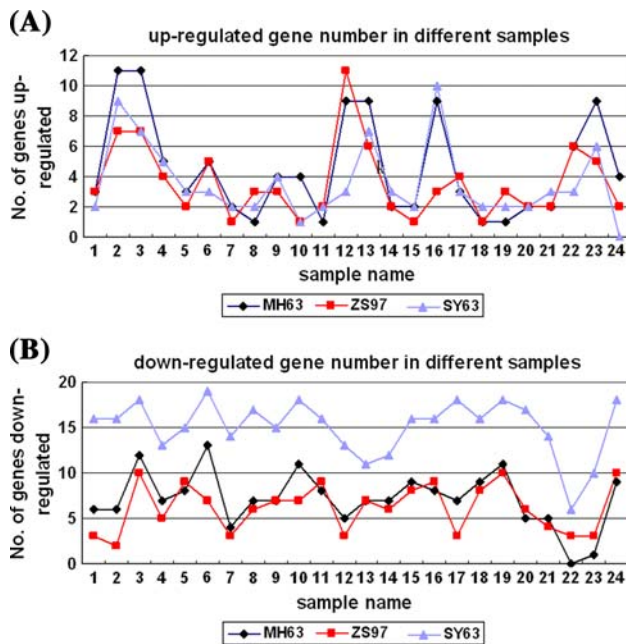 (A)
up-regulated gene number in different samples
No. of genes up-
regulated
12
10
8
6
4
2
0
1 2 3 4 5 6 7 8 9 10 11 12 13 14 15 16 17 18 19 20 21 22 23 24
sample name
MH63 ZS97 SY63
(B)
down-regulated gene number in different samples
No. of genes down-
regulated
20
15
10
5
0
1 2 3 4 5 6 7 8 9 10 11 12 13 14 15 16 17 18 19 20 21 22 23 24
sample name
MH63 ZS97 SY63